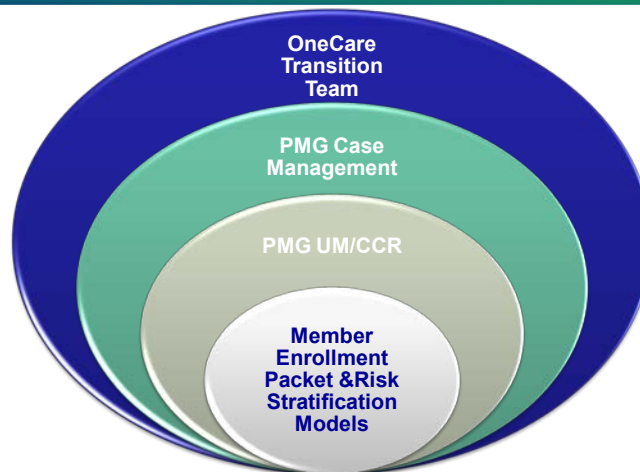 OneCare
Transition
Team
PMG Case
Management
PMG UM/CCR
Member
Enrollment
Packet &Risk
Stratification
Models